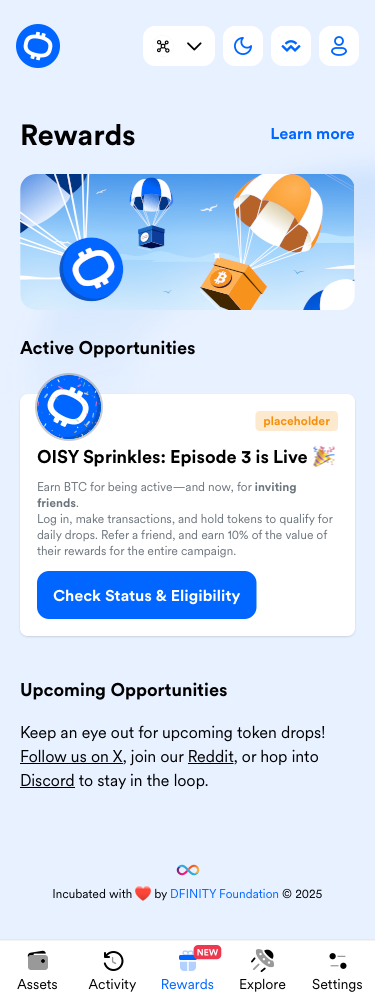 Rewards
Learn more
Active Opportunities
placeholder
OISY Sprinkles: Episode 3 is Live 🎉
Earn BTC for being active—and now, for inviting
friends.
Log in, make transactions, and hold tokens to qualify for
daily drops. Refer a friend, and earn 10% of the value of
their rewards for the entire campaign.
Check Status & Eligibility
Upcoming Opportunities
Keep an eye out for upcoming token drops!
Follow us on X, join our Reddit, or hop into
Discord to stay in the loop.
Incubated with ❤️ by DFINITY Foundation © 2025
NEW
Assets
Activity
Rewards
Explore
Settings